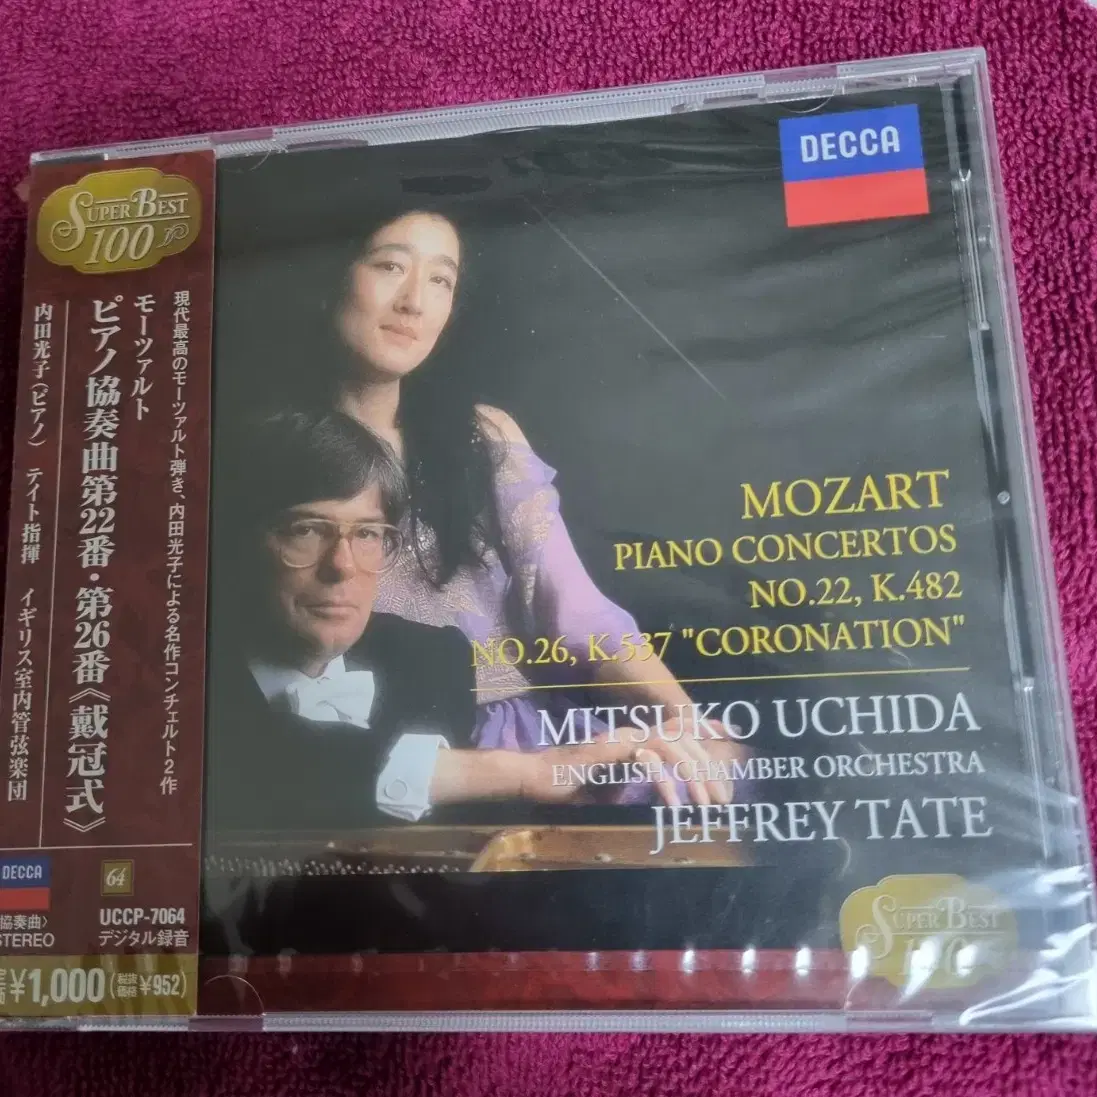 SUPER BEST
100
現代最高のモーツァルト弾き、内田光子による名作コンチェルト2作
モーツァルト
ピアノ協奏曲第22番・第26番《戴冠式》
内田光子(ピアノ) テイト指揮 イギリス室内管弦楽団
DECCA
64
UCCP-7064
デジタル録音
協奏曲〉
STEREO
¥1,000(税抜価格¥952)
DECCA
MOZART
PIANO CONCERTOS
NO.22, K.482
NO.26, K.537 "CORONATION"
MITSUKO UCHIDA
ENGLISH CHAMBER ORCHESTRA
JEFFREY TATE
SUPER BEST
100